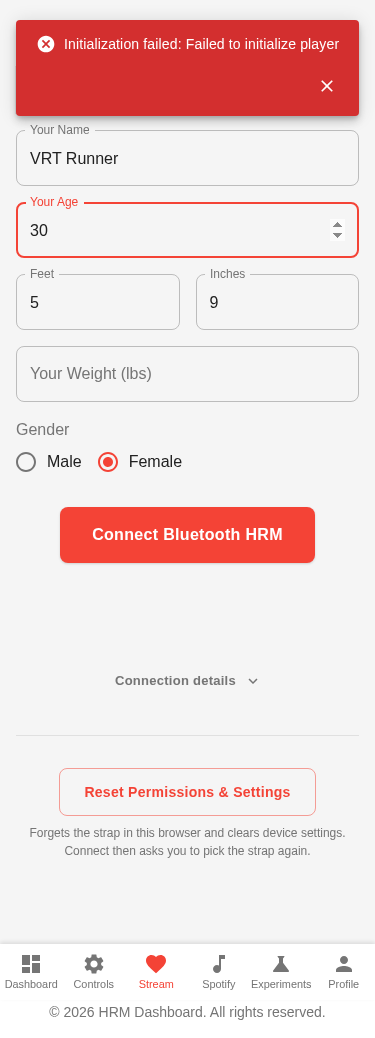 Initialization failed: Failed to initialize player
Your Name
VRT Runner
Your Age
30
Feet
Inches
5
9
Your Weight (lbs)
Gender
Male
Female
Connect Bluetooth HRM
Connection details
Reset Permissions & Settings
Forgets the strap in this browser and clears device settings.
Connect then asks you to pick the strap again.
Dashboard
Controls
Stream
Spotify
Experiments
Profile
© 2026 HRM Dashboard. All rights reserved.